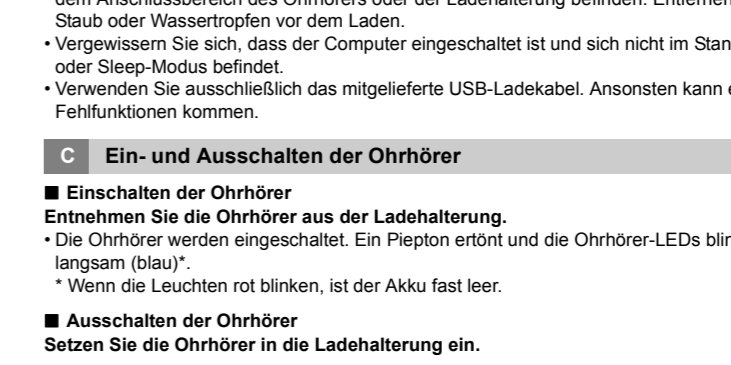 dem Anschlussbereich des Ohrhörers oder der Ladehalterung befinden.
Staub oder Wassertropfen vor dem Laden.
• Vergewissern Sie sich, dass der Computer eingeschaltet ist und sich nicht im
oder Sleep-Modus befindet.
• Verwenden Sie ausschließlich das mitgelieferte USB-Ladekabel. Ansonsten kann
Fehlfunktionen kommen.
C Ein- und Ausschalten der Ohrhörer
■ Einschalten der Ohrhörer
Entnehmen Sie die Ohrhörer aus der Ladehalterung.
• Die Ohrhörer werden eingeschaltet. Ein Piepton ertönt und die Ohrhörer-LEDs
langsam (blau)*.
* Wenn die Leuchten rot blinken, ist der Akku fast leer.
■ Ausschalten der Ohrhörer
Setzen Sie die Ohrhörer in die Ladehalterung ein.